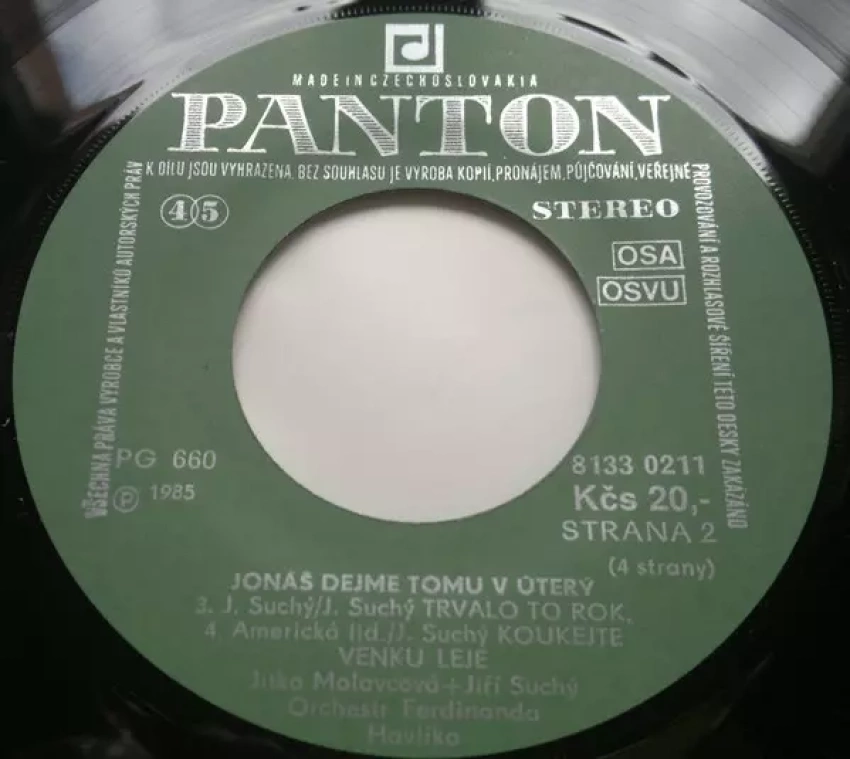 MADE IN CZECHOSLOVAKIA
PANTON
VŠECHNA PRÁVA VÝROBCE A VLASTNÍKŮ AUTORSKÝCH PRÁV K DÍLU JSOU VYHRAZENA. BEZ SOUHLASU JE VÝROBA KOPIÍ, PRONÁJEM, PŮJČOVÁNÍ, VEŘEJNÉ PROVOZOVÁNÍ A ROZHLASOVÉ ŠÍŘENÍ TÉTO DESKY ZAKÁZÁNO
45 STEREO
OSA
OSVU
PG 660
Ⓟ 1985
8133 0211
Kčs 20,-
STRANA 2
(4 strany)
JONÁŠ DEJME TOMU V ÚTERÝ
3. J. Suchý/J. Suchý TRVALO TO ROK,
4. Americká lid./J. Suchý KOUKEJTE
VENKU LEJE
Jitka Molavcová+Jiří Suchý
Orchestr Ferdinanda
Havlíka